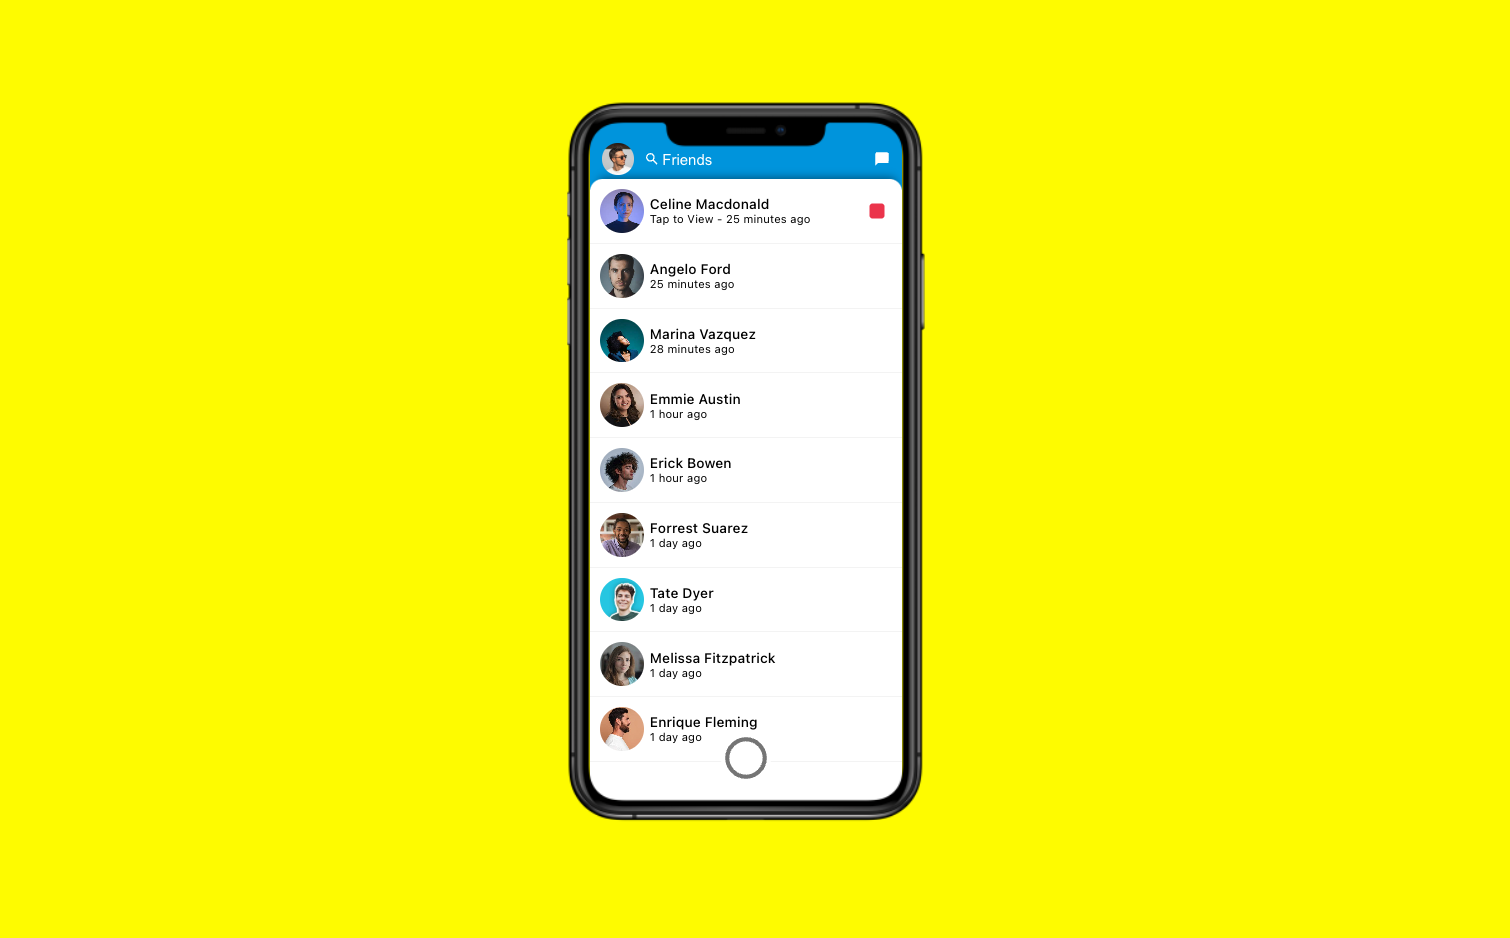 Friends
Celine Macdonald
Tap to View - 25 minutes ago
Angelo Ford
25 minutes ago
Marina Vazquez
28 minutes ago
Emmie Austin
1 hour ago
Erick Bowen
1 hour ago
Forrest Suarez
1 day ago
Tate Dyer
1 day ago
Melissa Fitzpatrick
1 day ago
Enrique Fleming
1 day ago